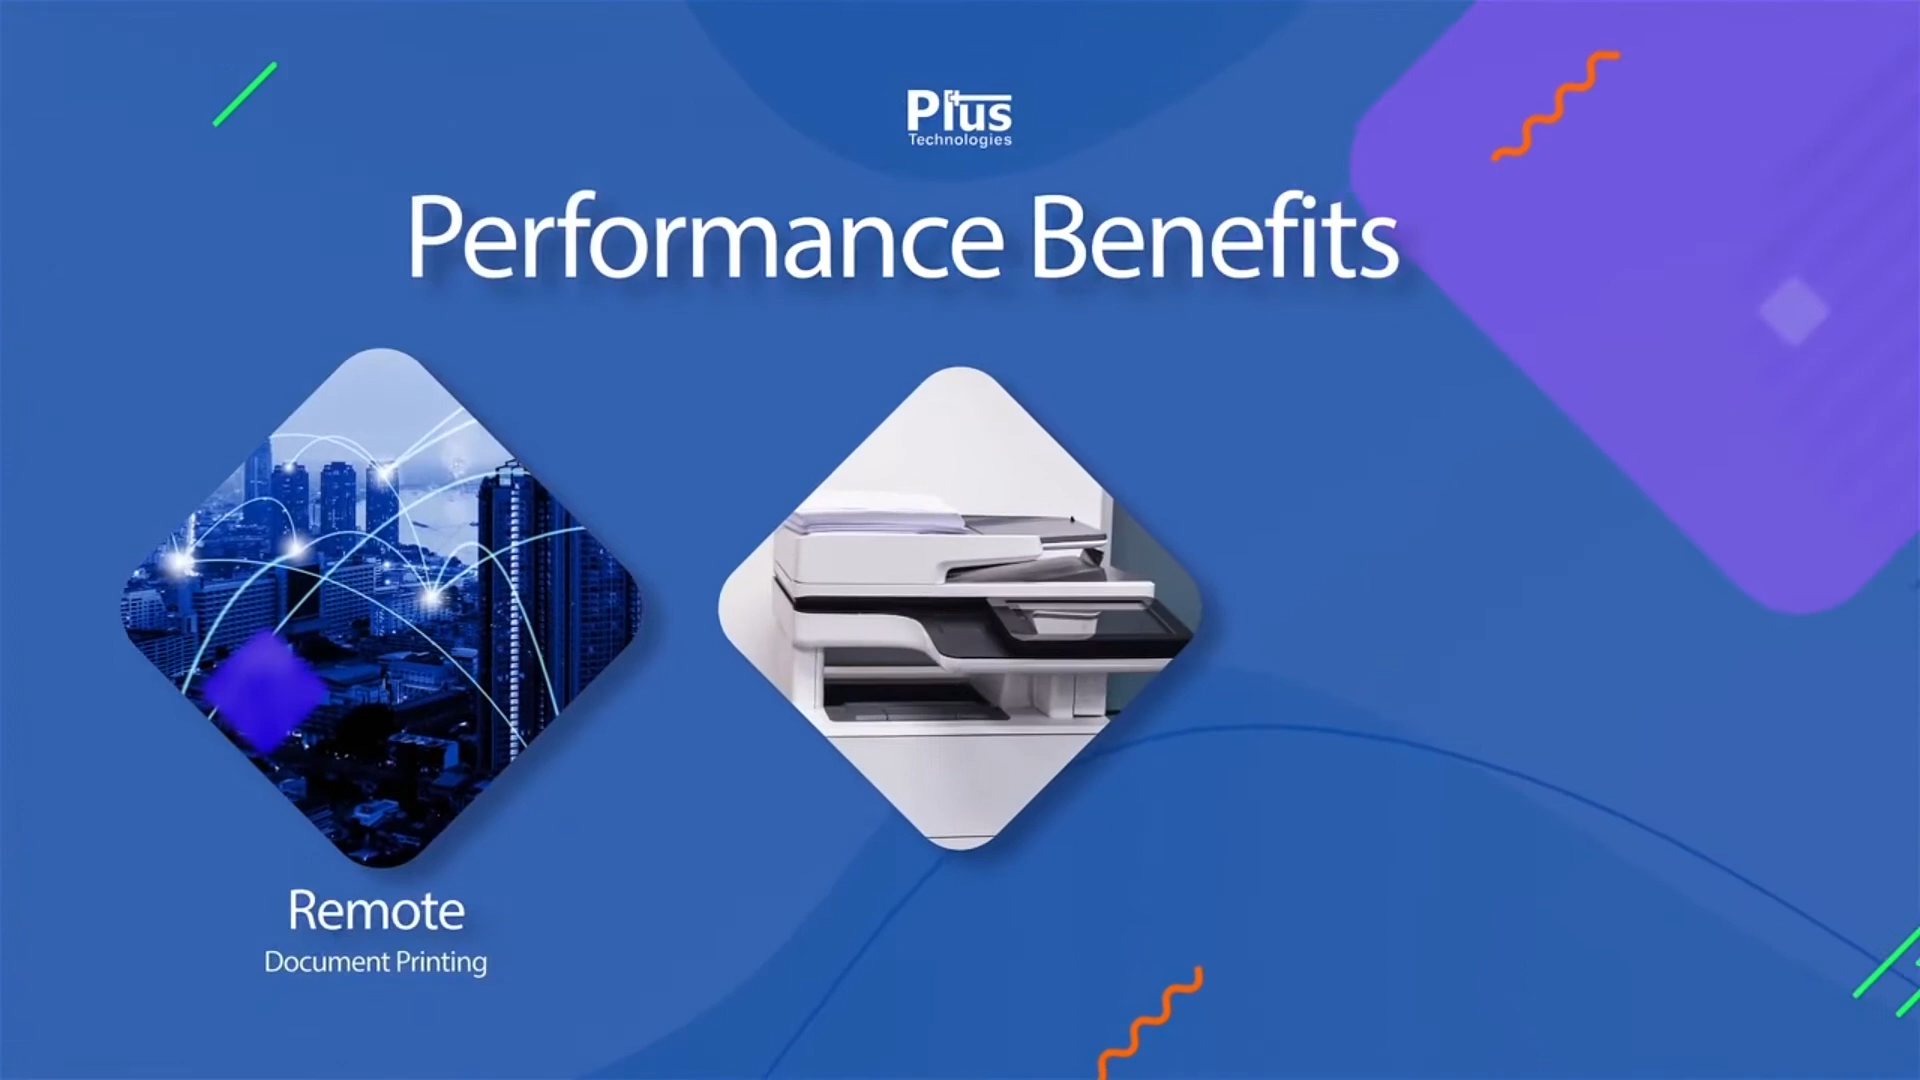 Plus
Technologies
Performance Benefits
Remote
Document Printing